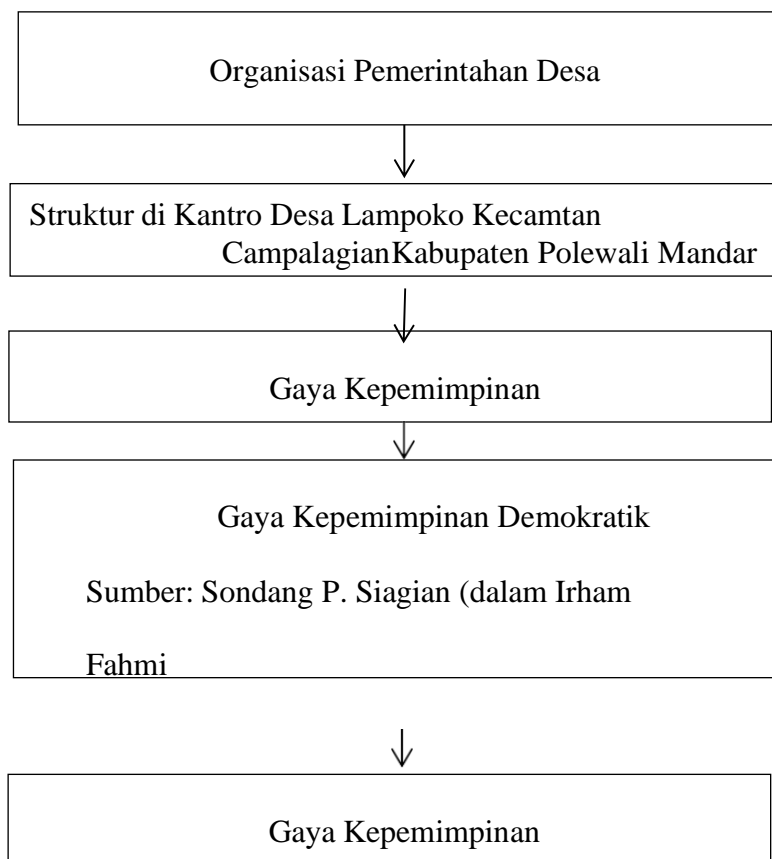 Organisasi Pemerintahan Desa
Struktur di Kantro Desa Lampoko Kecamtan
CampalagianKabupaten Polewali Mandar
Gaya Kepemimpinan
Gaya Kepemimpinan Demokratik
Sumber: Sondang P. Siagian (dalam Irham
Fahmi
Gaya Kepemimpinan